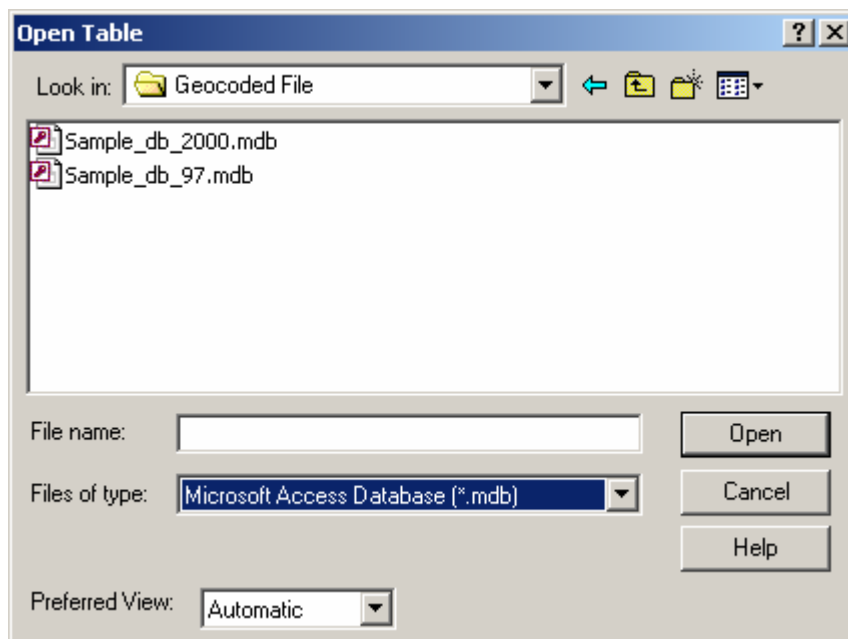 Open Table
Look in: Geocoded File
Sample_db_2000.mdb
Sample_db_97.mdb
File name:
Open
Files of type: Microsoft Access Database (*.mdb)
Cancel
Help
Preferred View: Automatic